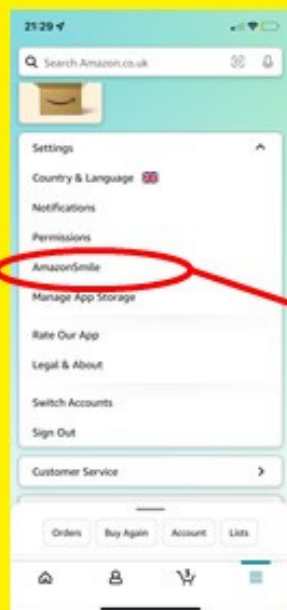 21:29
Search Amazon.co.uk
Settings
Country & Language
Notifications
Permissions
AmazonSmile
Manage App Storage
Rate Our App
Legal & About
Switch Accounts
Sign Out
Customer Service
Orders Buy Again Account Lists
3